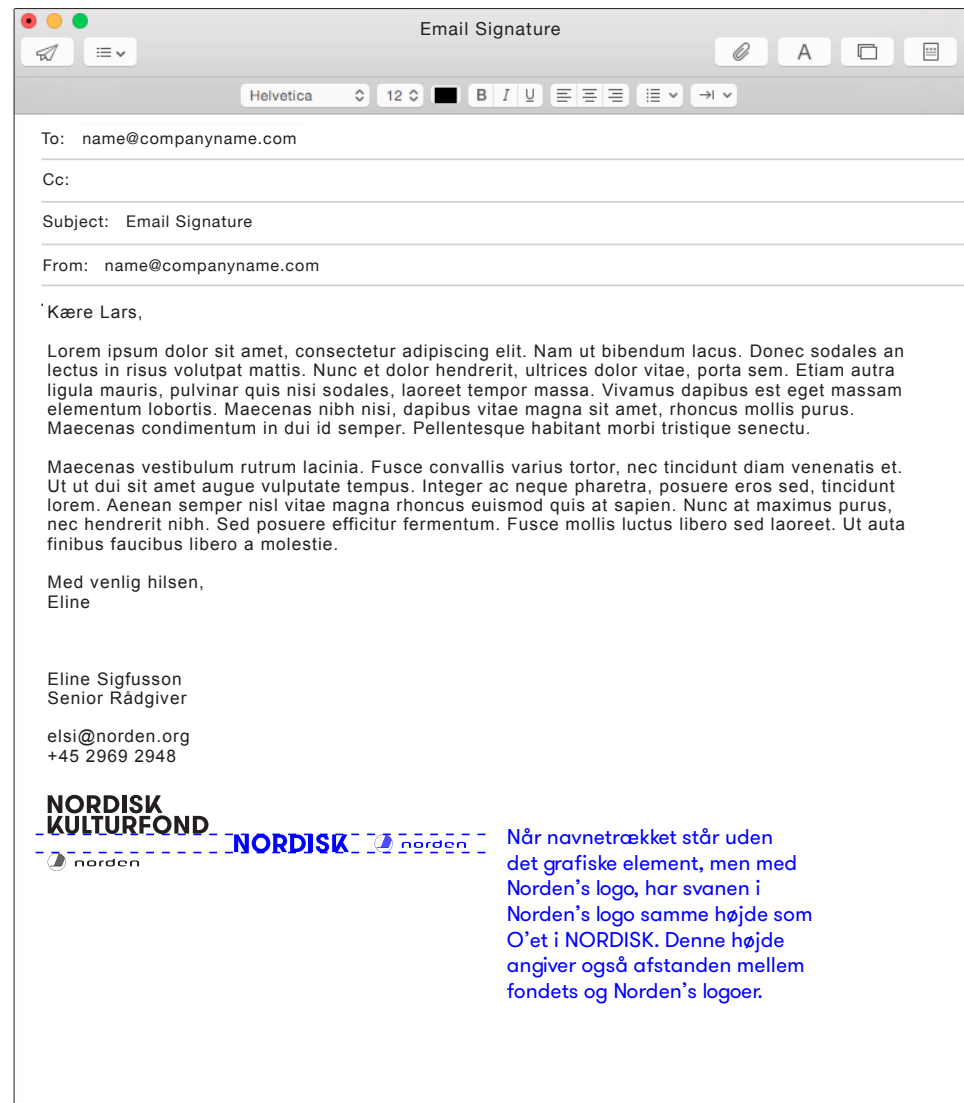 Email Signature
A
Helvetica 12 B I U
To: name@companyname.com
Cc:
Subject: Email Signature
From: name@companyname.com
Kære Lars,
Lorem ipsum dolor sit amet, consectetur adipiscing elit. Nam ut bibendum lacus. Donec sodales an
lectus in risus volutpat mattis. Nunc et dolor hendrerit, ultrices dolor vitae, porta sem. Etiam autra
ligula mauris, pulvinar quis nisi sodales, laoreet tempor massa. Vivamus dapibus est eget massam
elementum lobortis. Maecenas nibh nisi, dapibus vitae magna sit amet, rhoncus mollis purus.
Maecenas condimentum in dui id semper. Pellentesque habitant morbi tristique senectu.
Maecenas vestibulum rutrum lacinia. Fusce convallis varius tortor, nec tincidunt diam venenatis et.
Ut ut dui sit amet augue vulputate tempus. Integer ac neque pharetra, posuere eros sed, tincidunt
lorem. Aenean semper nisl vitae magna rhoncus euismod quis at sapien. Nunc at maximus purus,
nec hendrerit nibh. Sed posuere efficitur fermentum. Fusce mollis luctus libero sed laoreet. Ut auta
finibus faucibus libero a molestie.
Med venlig hilsen,
Eline
Eline Sigfusson
Senior Rådgiver
elsi@norden.org
+45 2969 2948
NORDISK
KULTURFOND
norden
NORDISK norden
Når navnetrækket står uden
det grafiske element, men med
Norden’s logo, har svanen i
Norden’s logo samme højde som
O’et i NORDISK. Denne højde
angiver også afstanden mellem
fondets og Norden’s logoer.